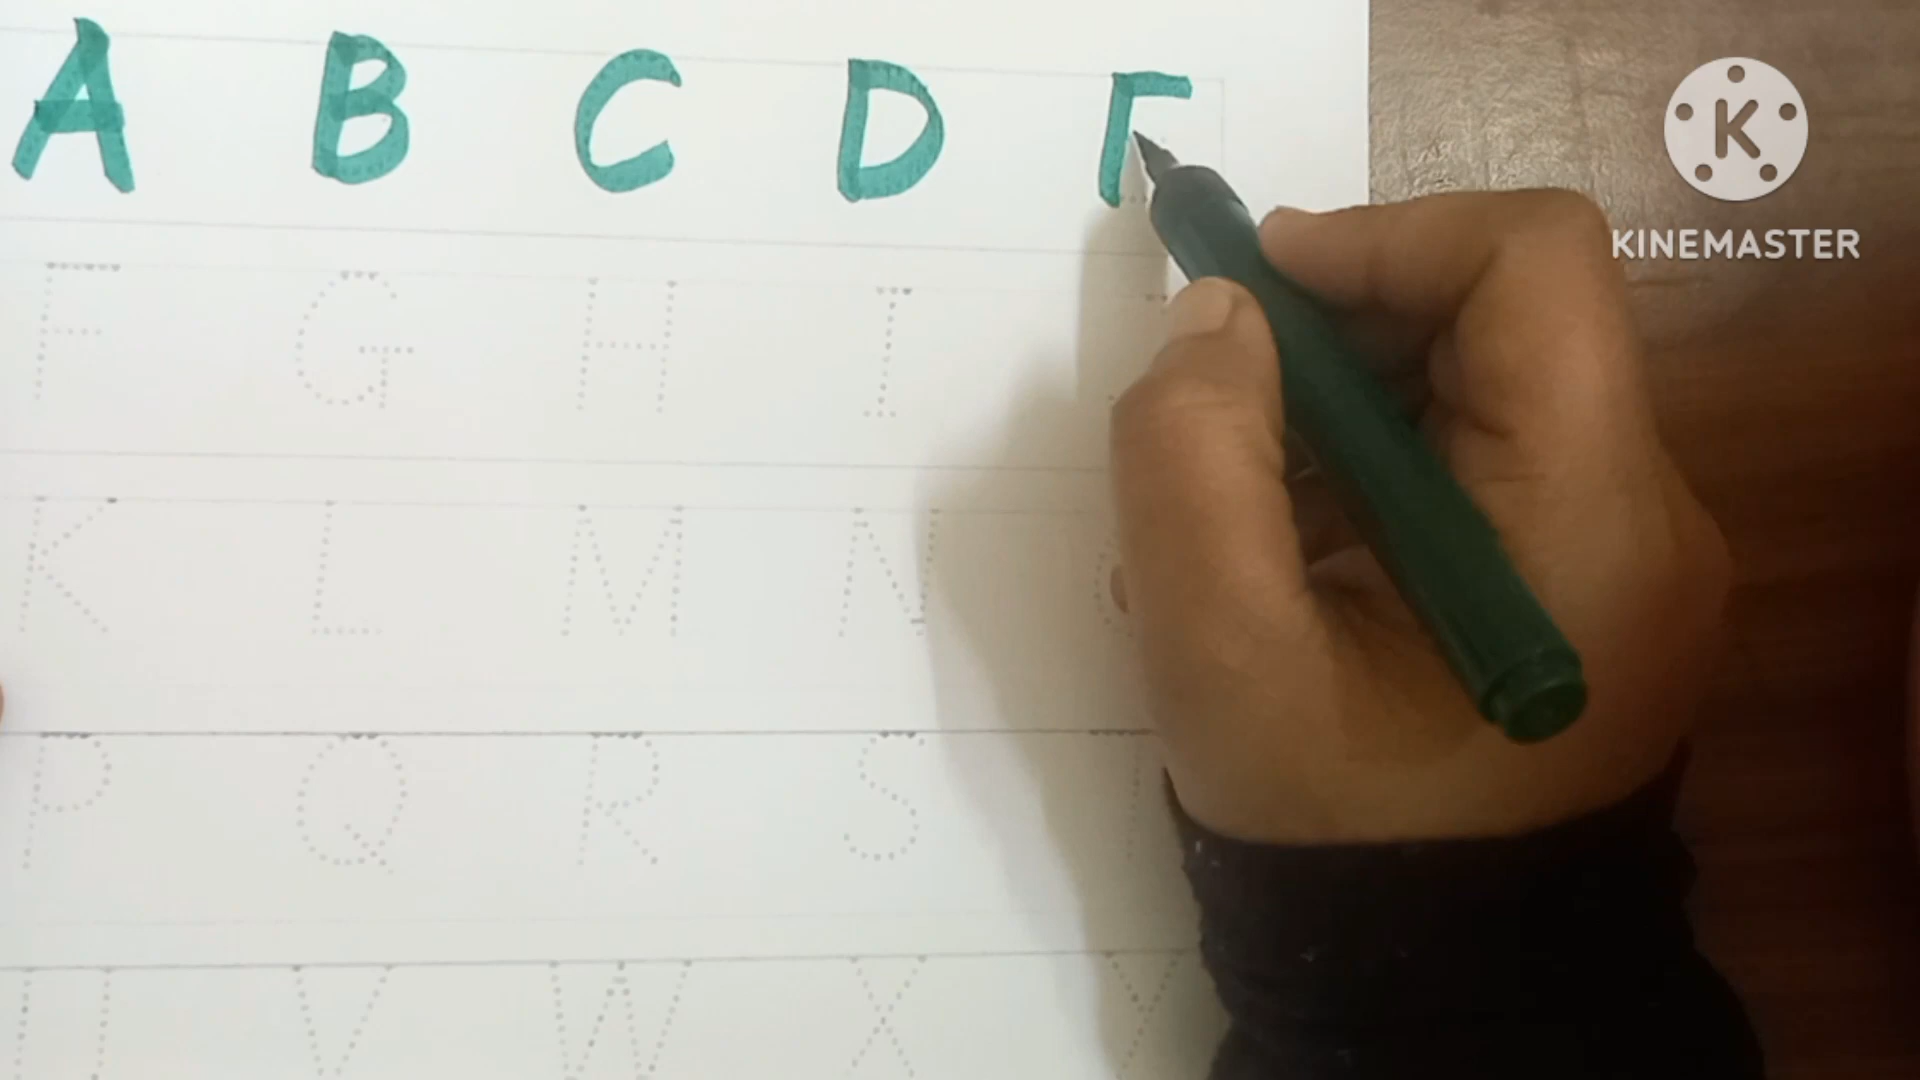 A B C D
K
KINEMASTER
F G H I
K L M N
P Q R S T
U V W X Y